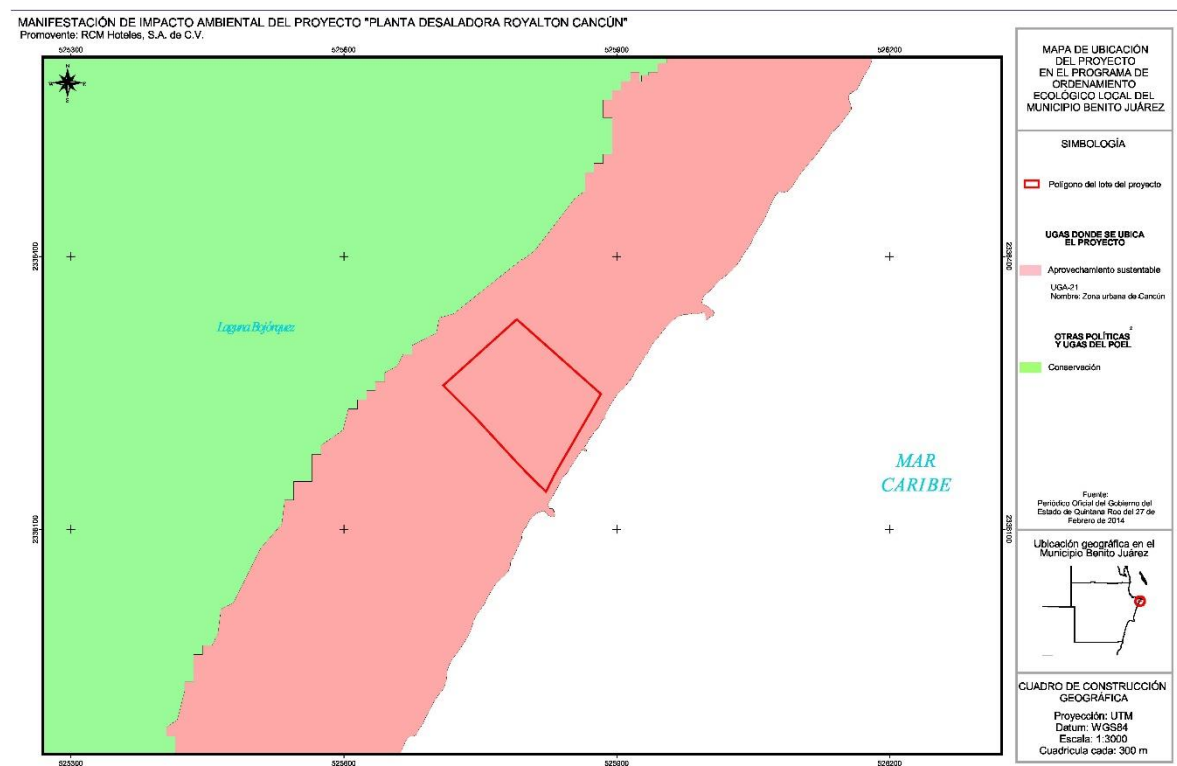 MANIFESTACIÓN DE IMPACTO AMBIENTAL DEL PROYECTO "PLANTA DESALADORA ROYALTON CANCÚN"
Promovente: RCM Hoteles, S.A. de C.V.
525300
525600
525900
526200
N
2338400
2338400
2338100
2338100
Laguna Bojórquez
MAR
CARIBE
525300
525600
525900
526200
MAPA DE UBICACIÓN
DEL PROYECTO
EN EL PROGRAMA DE
ORDENAMIENTO
ECOLÓGICO LOCAL DEL
MUNICIPIO BENITO JUÁREZ
SIMBOLOGÍA
Polígono del lote del proyecto
UGAS DONDE SE UBICA
EL PROYECTO
Aprovechamiento sustentable
UGA-21
Nombre: Zona urbana de Cancún
OTRAS POLÍTICAS
Y UGAS DEL POEL
Conservación
Fuente:
Periódico Oficial del Gobierno del
Estado de Quintana Roo del 27 de
Febrero de 2014
Ubicación geográfica en el
Municipio Benito Juárez
CUADRO DE CONSTRUCCIÓN
GEOGRÁFICA
Proyección: UTM
Datum: WGS84
Escala: 1:3000
Cuadricula cada: 300 m